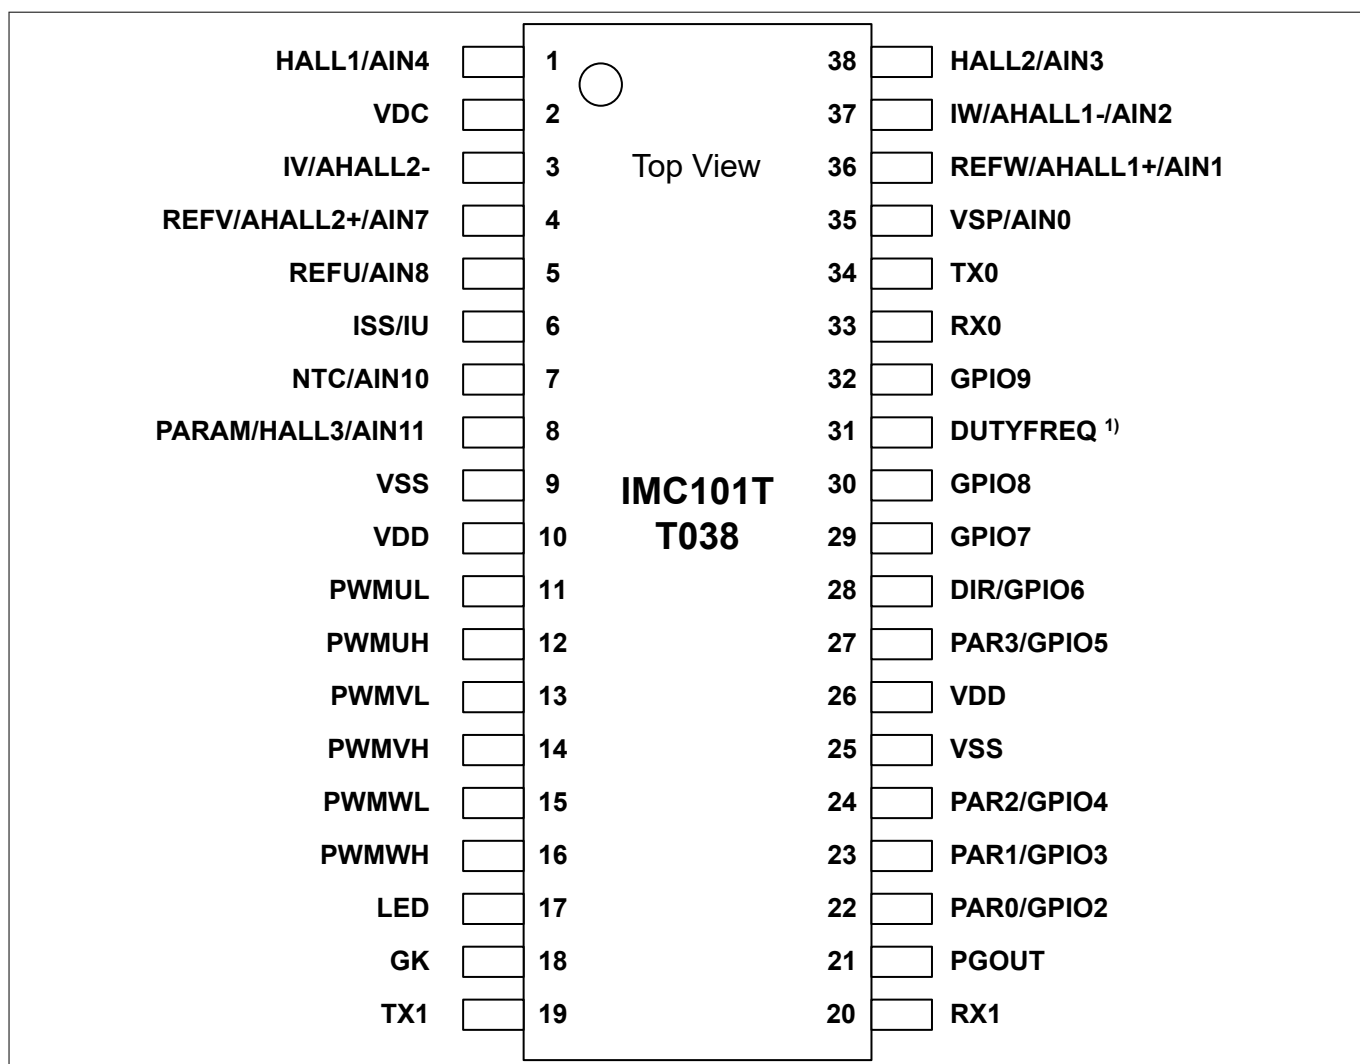 HALL1/AIN4 1 38 HALL2/AIN3
VDC 2 37 IW/AHALL1-/AIN2
IV/AHALL2- 3 Top View 36 REFW/AHALL1+/AIN1
REFV/AHALL2+/AIN7 4 35 VSP/AIN0
REFU/AIN8 5 34 TX0
ISS/IU 6 33 RX0
NTC/AIN10 7 32 GPIO9
PARAM/HALL3/AIN11 8 31 DUTYFREQ 1)
VSS 9 IMC101T 30 GPIO8
VDD 10 T038 29 GPIO7
PWMUL 11 28 DIR/GPIO6
PWMUH 12 27 PAR3/GPIO5
PWMVL 13 26 VDD
PWMVH 14 25 VSS
PWMWL 15 24 PAR2/GPIO4
PWMWH 16 23 PAR1/GPIO3
LED 17 22 PAR0/GPIO2
GK 18 21 PGOUT
TX1 19 20 RX1